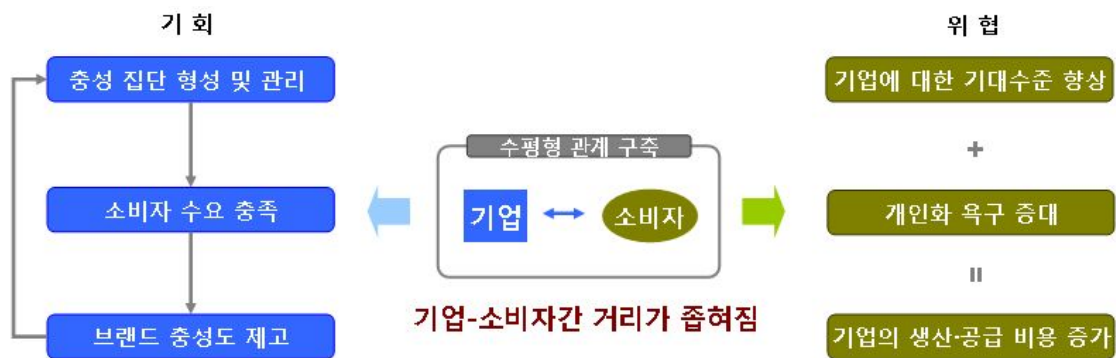 기 회
충성 집단 형성 및 관리
소비자 수요 충족
브랜드 충성도 제고
수평형 관계 구축
기업
소비자
기업-소비자간 거리가 좁혀짐
위 협
기업에 대한 기대수준 향상
+
개인화 욕구 증대
=
기업의 생산·공급 비용 증가